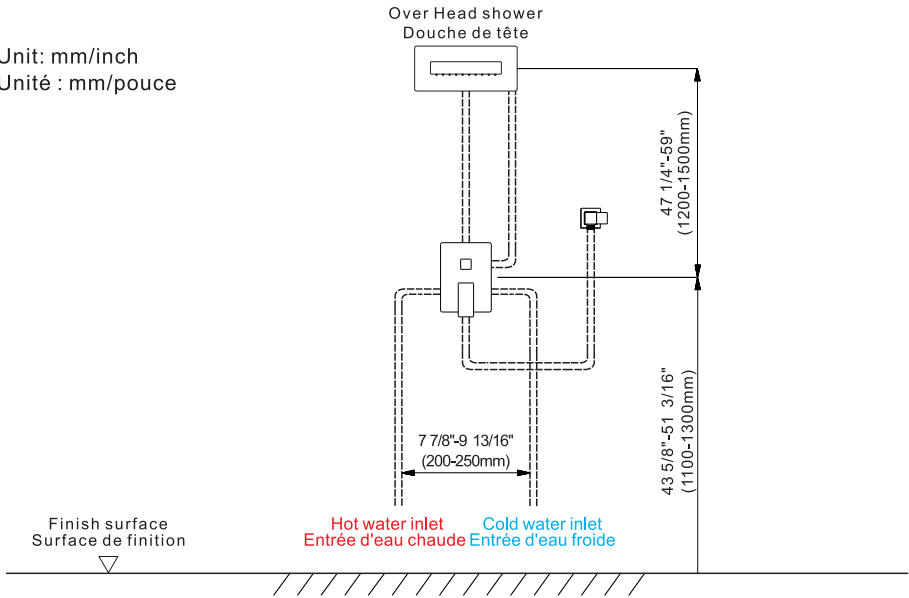 Over Head shower
Douche de tête
Unit: mm/inch
Unité : mm/pouce
47 1/4"-59"
(1200-1500mm)
43 5/8"-51 3/16"
(1100-1300mm)
7 7/8"-9 13/16"
(200-250mm)
Hot water inlet
Entrée d'eau chaude
Cold water inlet
Entrée d'eau froide
Finish surface
Surface de finition